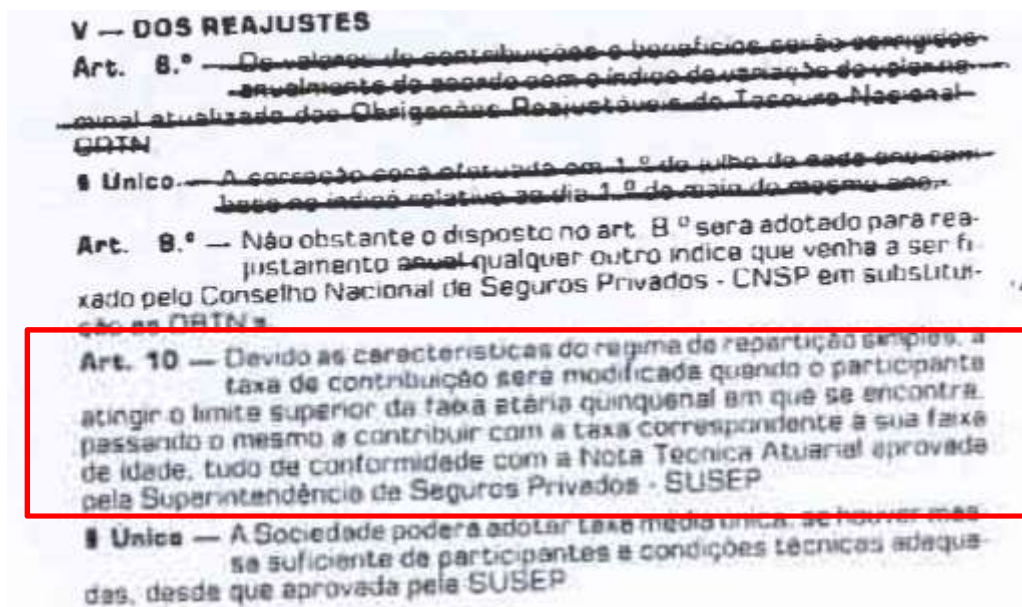 V — DOS REAJUSTES
Art. 8.º — Os valores de contribuições e benefícios serão corrigidos
anualmente de acordo com o índice de variação do valor no-
minal atualizado das Obrigações Reajustáveis do Tesouro Nacional
ORTN
§ Único — A correção será efetuada em 1.º de julho de cada ano com
base no índice relativo ao dia 1.º de maio do mesmo ano,
Art. 9.º — Não obstante o disposto no art. 8.º sera adotado para rea-
justamento anual qualquer outro indice que venha a ser fi-
xado pelo Conselho Nacional de Seguros Privados - CNSP em substitui-
ção as ORTN's.
Art. 10 — Devido as caracteristicas do regime de repartição simples, a
taxa de contribuição sera modificada quando o participante
atingir o limite superior da faixa etária quinquenal em que se encontra,
passando o mesmo a contribuir com a taxa correspondente à sua faixa
de idade, tudo de conformidade com a Nota Tecnica Atuarial aprovada
pela Superintendência de Seguros Privados - SUSEP
§ Único — A Sociedade podera adotar taxa média única, se houver mas-
sa suficiente de participantes e condições técnicas adequa-
das, desde que aprovada pela SUSEP